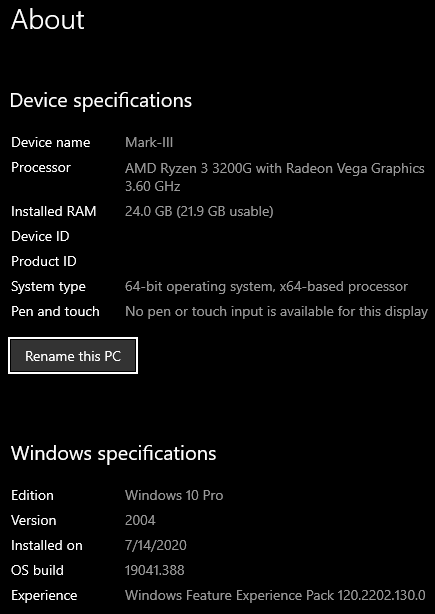 About
Device specifications
Device name Mark-III
Processor AMD Ryzen 3 3200G with Radeon Vega Graphics
3.60 GHz
Installed RAM 24.0 GB (21.9 GB usable)
Device ID
Product ID
System type 64-bit operating system, x64-based processor
Pen and touch No pen or touch input is available for this display
Rename this PC
Windows specifications
Edition Windows 10 Pro
Version 2004
Installed on 7/14/2020
OS build 19041.388
Experience Windows Feature Experience Pack 120.2202.130.0